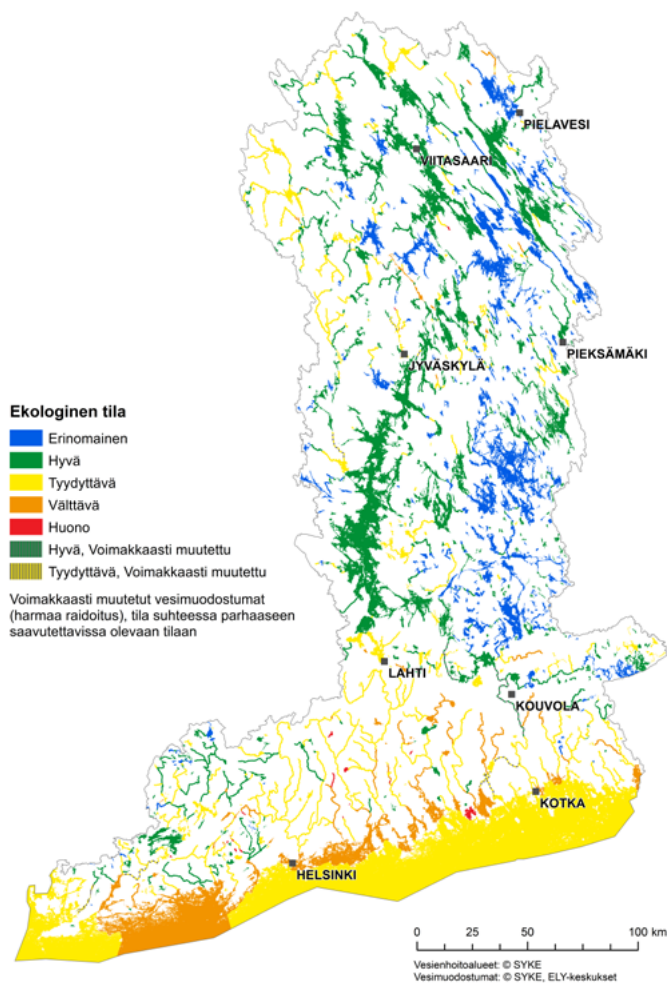 PIELAVESI
VIITASAARI
PIEKSÄMÄKI
JYVÄSKYLÄ
Ekologinen tila
Erinomainen
Hyvä
Tyydyttävä
Välttävä
Huono
Hyvä, Voimakkaasti muutettu
Tyydyttävä, Voimakkaasti muutettu
Voimakkaasti muutetut vesimuodostumat
(harmaa raidoitus), tila suhteessa parhaaseen
saavutettavissa olevaan tilaan
LAHTI
KOUVOLA
KOTKA
HELSINKI
0 25 50 100 km
Vesienhoitoalueet: © SYKE
Vesimuodostumat: © SYKE, ELY-keskukset